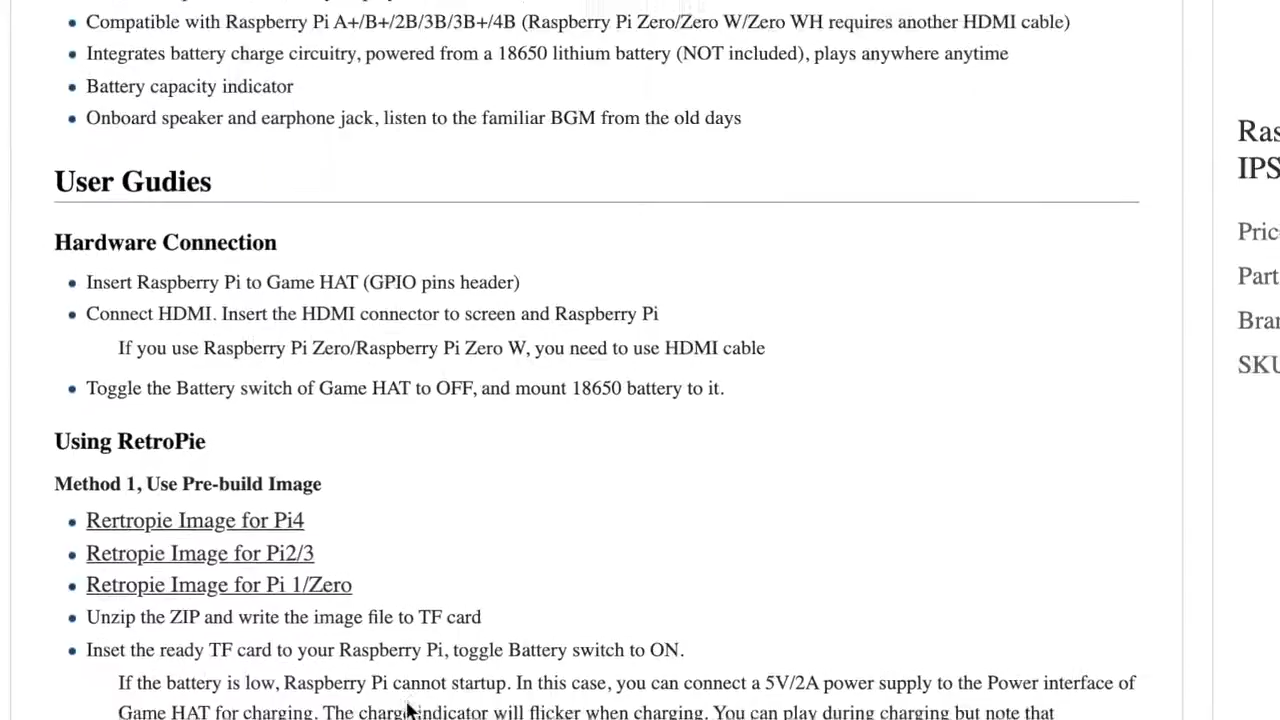 Compatible with Raspberry Pi A+/B+/2B/3B/3B+/4B (Raspberry Pi Zero/Zero W/Zero WH requires another HDMI cable)
Integrates battery charge circuitry, powered from a 18650 lithium battery (NOT included), plays anywhere anytime
Battery capacity indicator
Onboard speaker and earphone jack, listen to the familiar BGM from the old days
User Gudies
Hardware Connection
Insert Raspberry Pi to Game HAT (GPIO pins header)
Connect HDMI. Insert the HDMI connector to screen and Raspberry Pi
If you use Raspberry Pi Zero/Raspberry Pi Zero W, you need to use HDMI cable
Toggle the Battery switch of Game HAT to OFF, and mount 18650 battery to it.
Using RetroPie
Method 1, Use Pre-build Image
Rertropie Image for Pi4
Retropie Image for Pi2/3
Retropie Image for Pi 1/Zero
Unzip the ZIP and write the image file to TF card
Inset the ready TF card to your Raspberry Pi, toggle Battery switch to ON.
If the battery is low, Raspberry Pi cannot startup. In this case, you can connect a 5V/2A power supply to the Power interface of
Game HAT for charging. The charge indicator will flicker when charging. You can play during charging but note that
Ras
IPS
Pric
Part
Bran
SKU